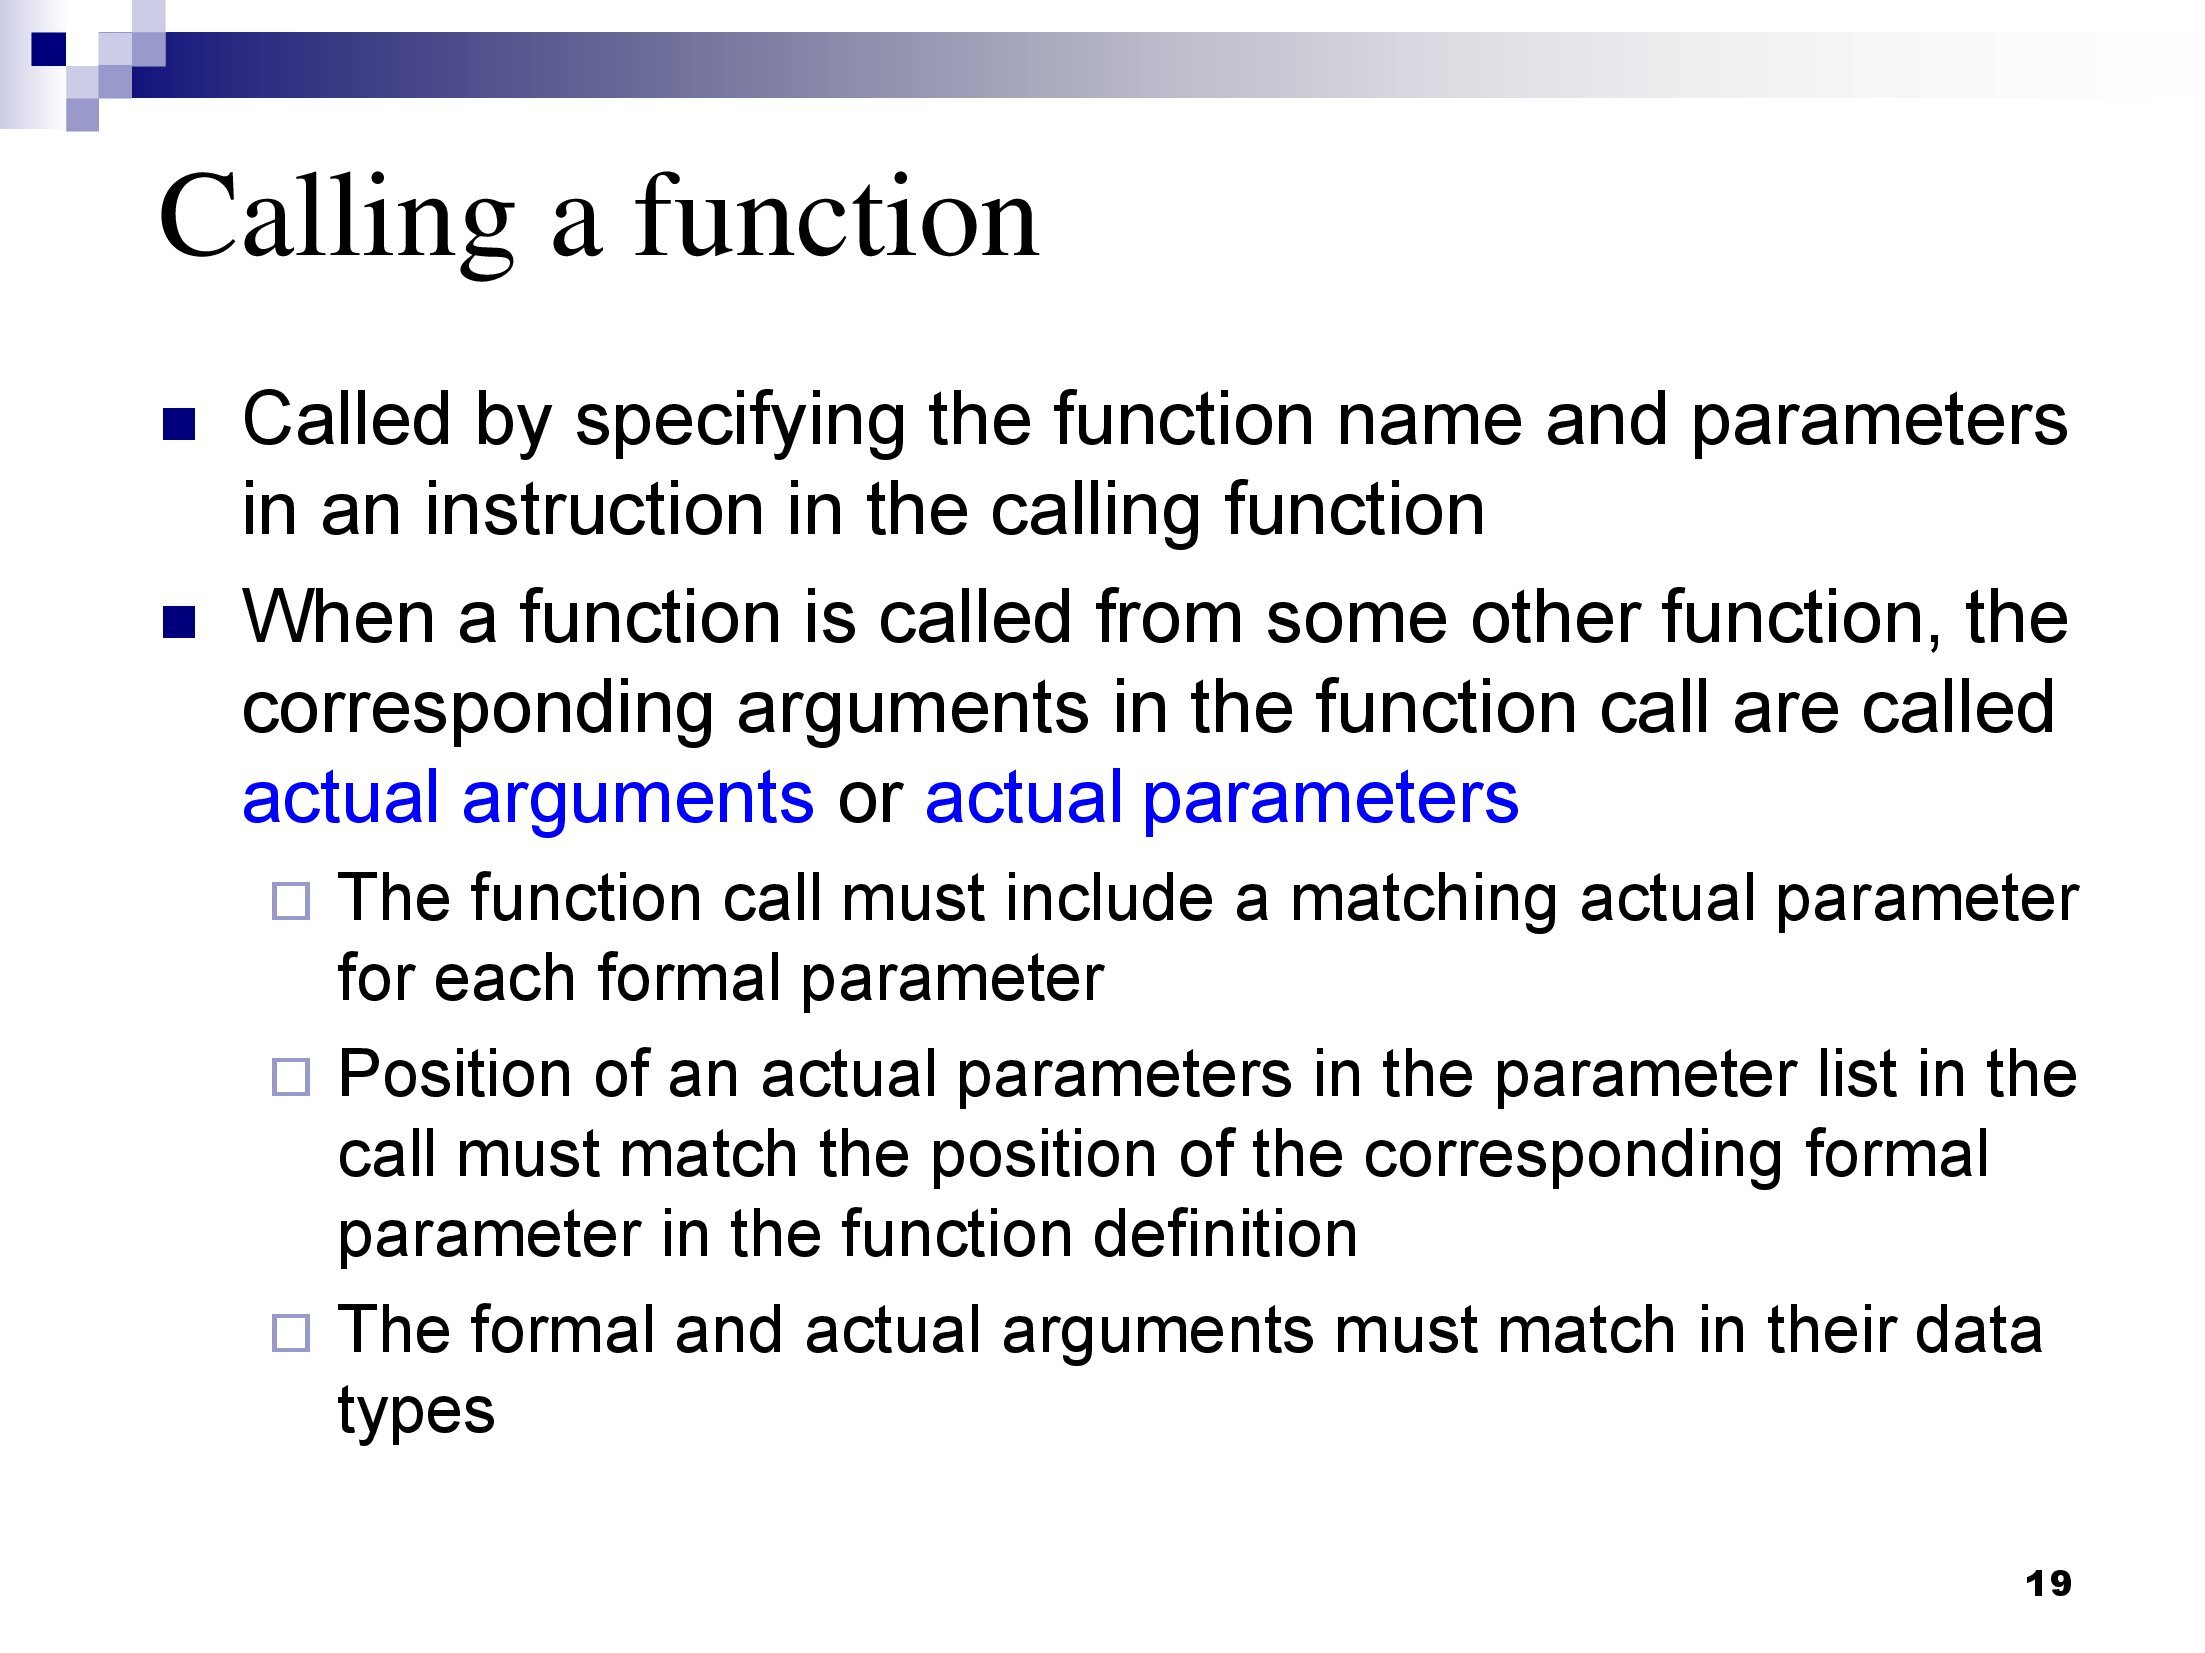 Calling a function
Called by specifying the function name and parameters
in an instruction in the calling function
When a function is called from some other function, the
corresponding arguments in the function call are called
actual arguments or actual parameters
The function call must include a matching actual parameter
for each formal parameter
Position of an actual parameters in the parameter list in the
call must match the position of the corresponding formal
parameter in the function definition
The formal and actual arguments must match in their data
types
19